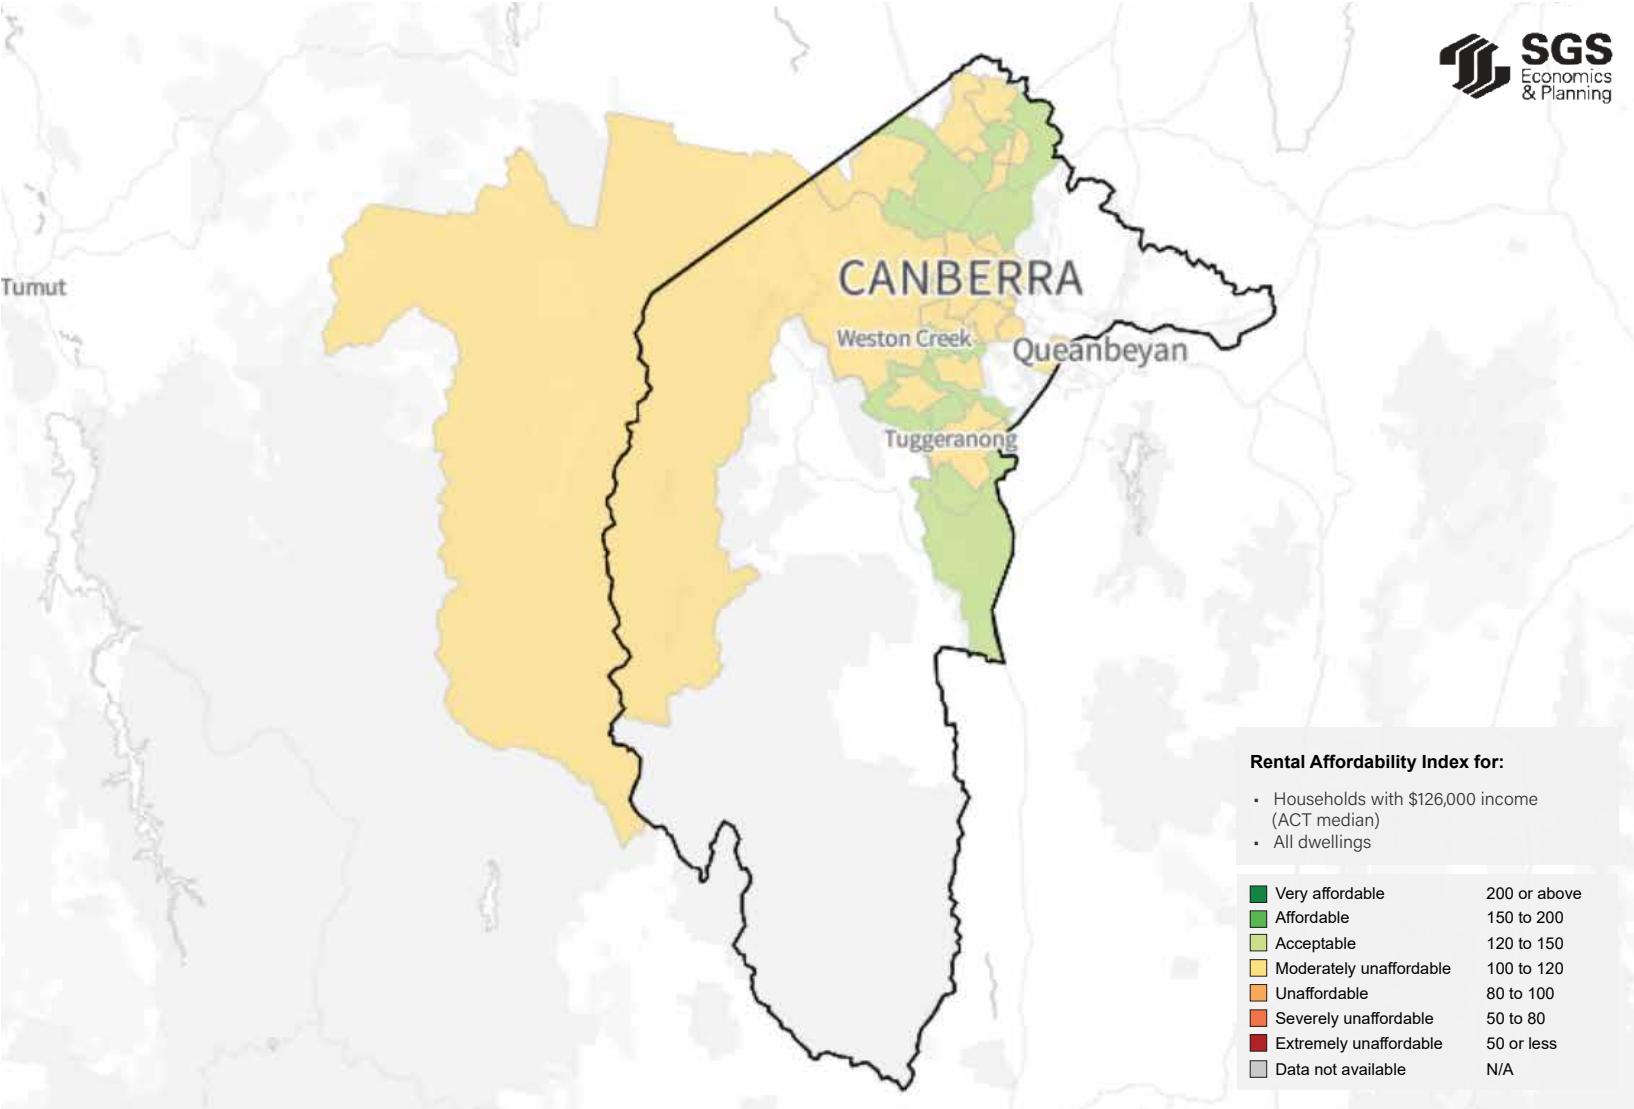 SGS
Economics
& Planning
CANBERRA
Tumut
Weston Creek
Queanbeyan
Tuggeranong
Rental Affordability Index for:
▪ Households with $126,000 income
(ACT median)
▪ All dwellings
Very affordable 200 or above
Affordable 150 to 200
Acceptable 120 to 150
Moderately unaffordable 100 to 120
Unaffordable 80 to 100
Severely unaffordable 50 to 80
Extremely unaffordable 50 or less
Data not available N/A